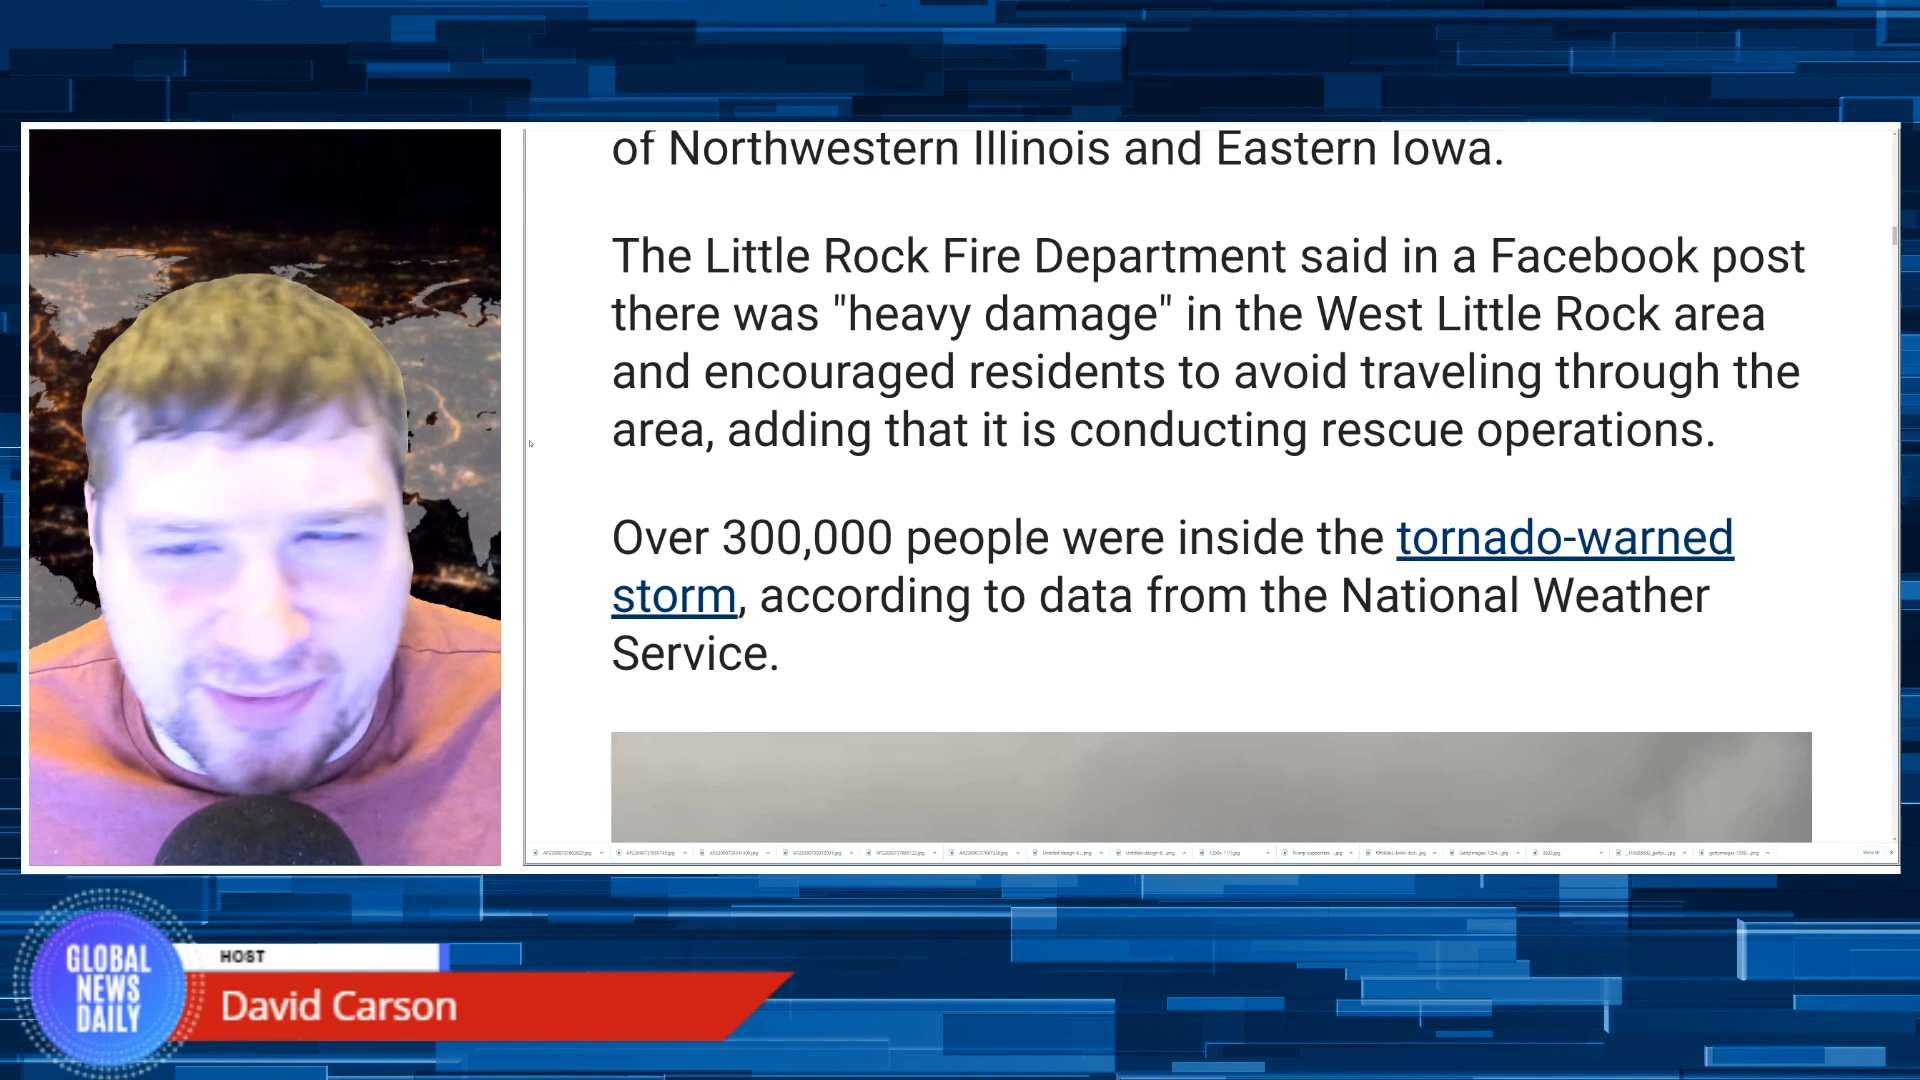 of Northwestern Illinois and Eastern Iowa.
The Little Rock Fire Department said in a Facebook post
there was "heavy damage" in the West Little Rock area
and encouraged residents to avoid traveling through the
area, adding that it is conducting rescue operations.
Over 300,000 people were inside the tornado-warned
storm, according to data from the National Weather
Service.
Show all
HOST
David Carson
GLOBAL
NEWS
DAILY